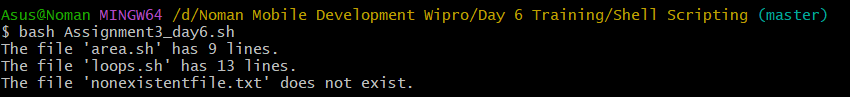 Asus@Noman MINGW64 /d/Noman Mobile Development Wipro/Day 6 Training/Shell Scripting (master)
$ bash Assignment3_day6.sh
The file 'area.sh' has 9 lines.
The file 'loops.sh' has 13 lines.
The file 'nonexistentfile.txt' does not exist.